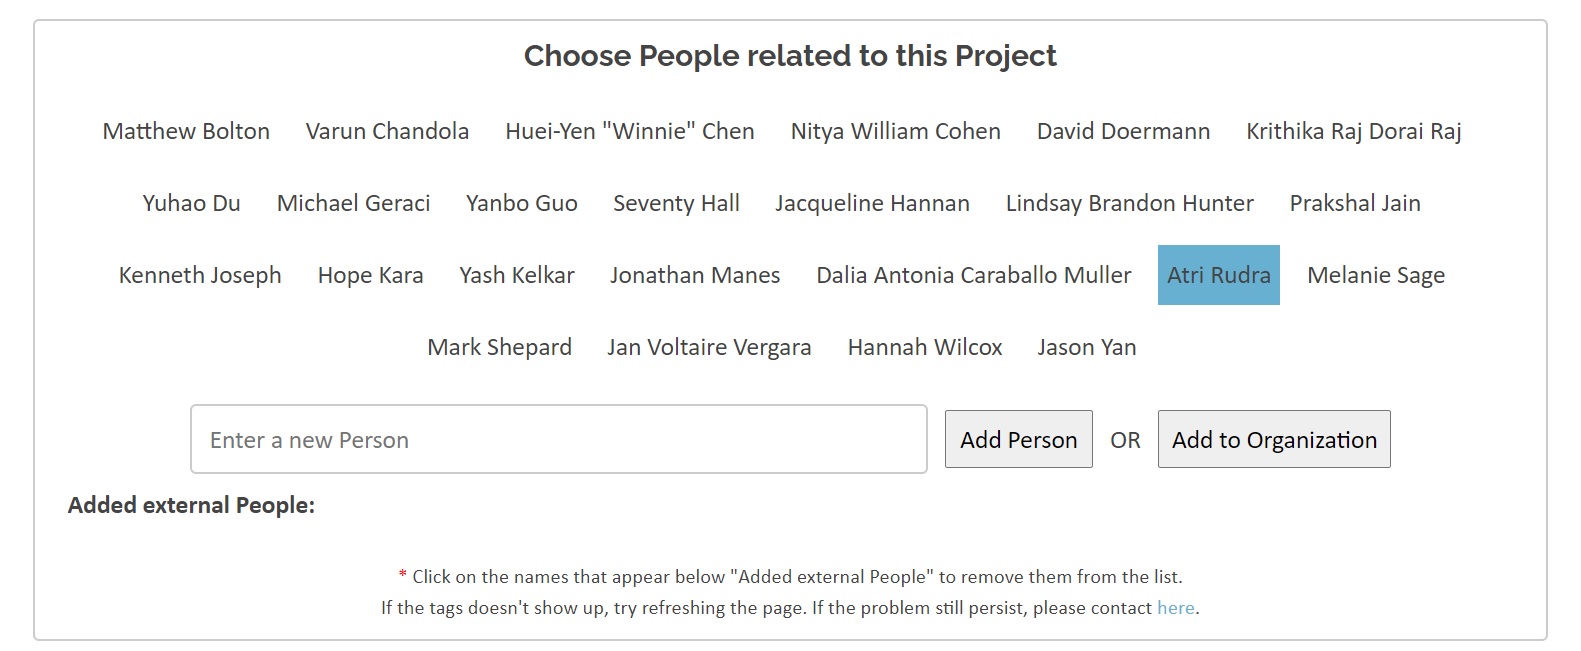 Choose People related to this Project
Matthew Bolton Varun Chandola Huei-Yen "Winnie" Chen Nitya William Cohen David Doermann Krithika Raj Dorai Raj
Yuhao Du Michael Geraci Yanbo Guo Seventy Hall Jacqueline Hannan Lindsay Brandon Hunter Prakshal Jain
Kenneth Joseph Hope Kara Yash Kelkar Jonathan Manes Dalia Antonia Caraballo Muller Atri Rudra Melanie Sage
Mark Shepard Jan Voltaire Vergara Hannah Wilcox Jason Yan
Enter a new Person Add Person OR Add to Organization
Added external People:
* Click on the names that appear below "Added external People" to remove them from the list.
If the tags doesn't show up, try refreshing the page. If the problem still persist, please contact here.